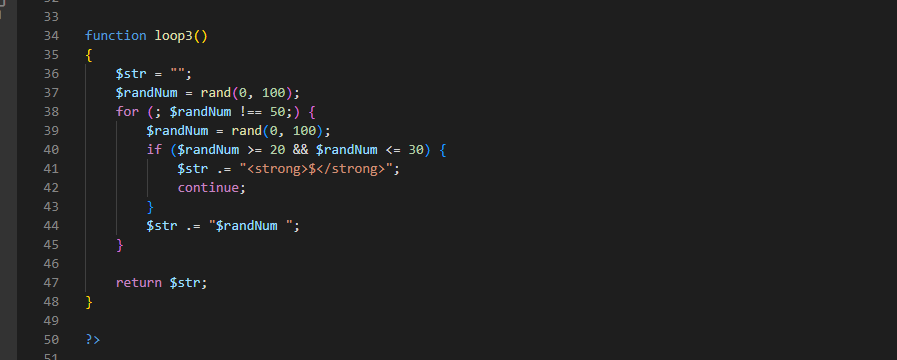 33
34 function loop3()
35 {
36 $str = "";
37 $randNum = rand(0, 100);
38 for (; $randNum !== 50;) {
39 $randNum = rand(0, 100);
40 if ($randNum >= 20 && $randNum <= 30) {
41 $str .= "<strong>$</strong>";
42 continue;
43 }
44 $str .= "$randNum ";
45 }
46
47 return $str;
48 }
49
50 ?>